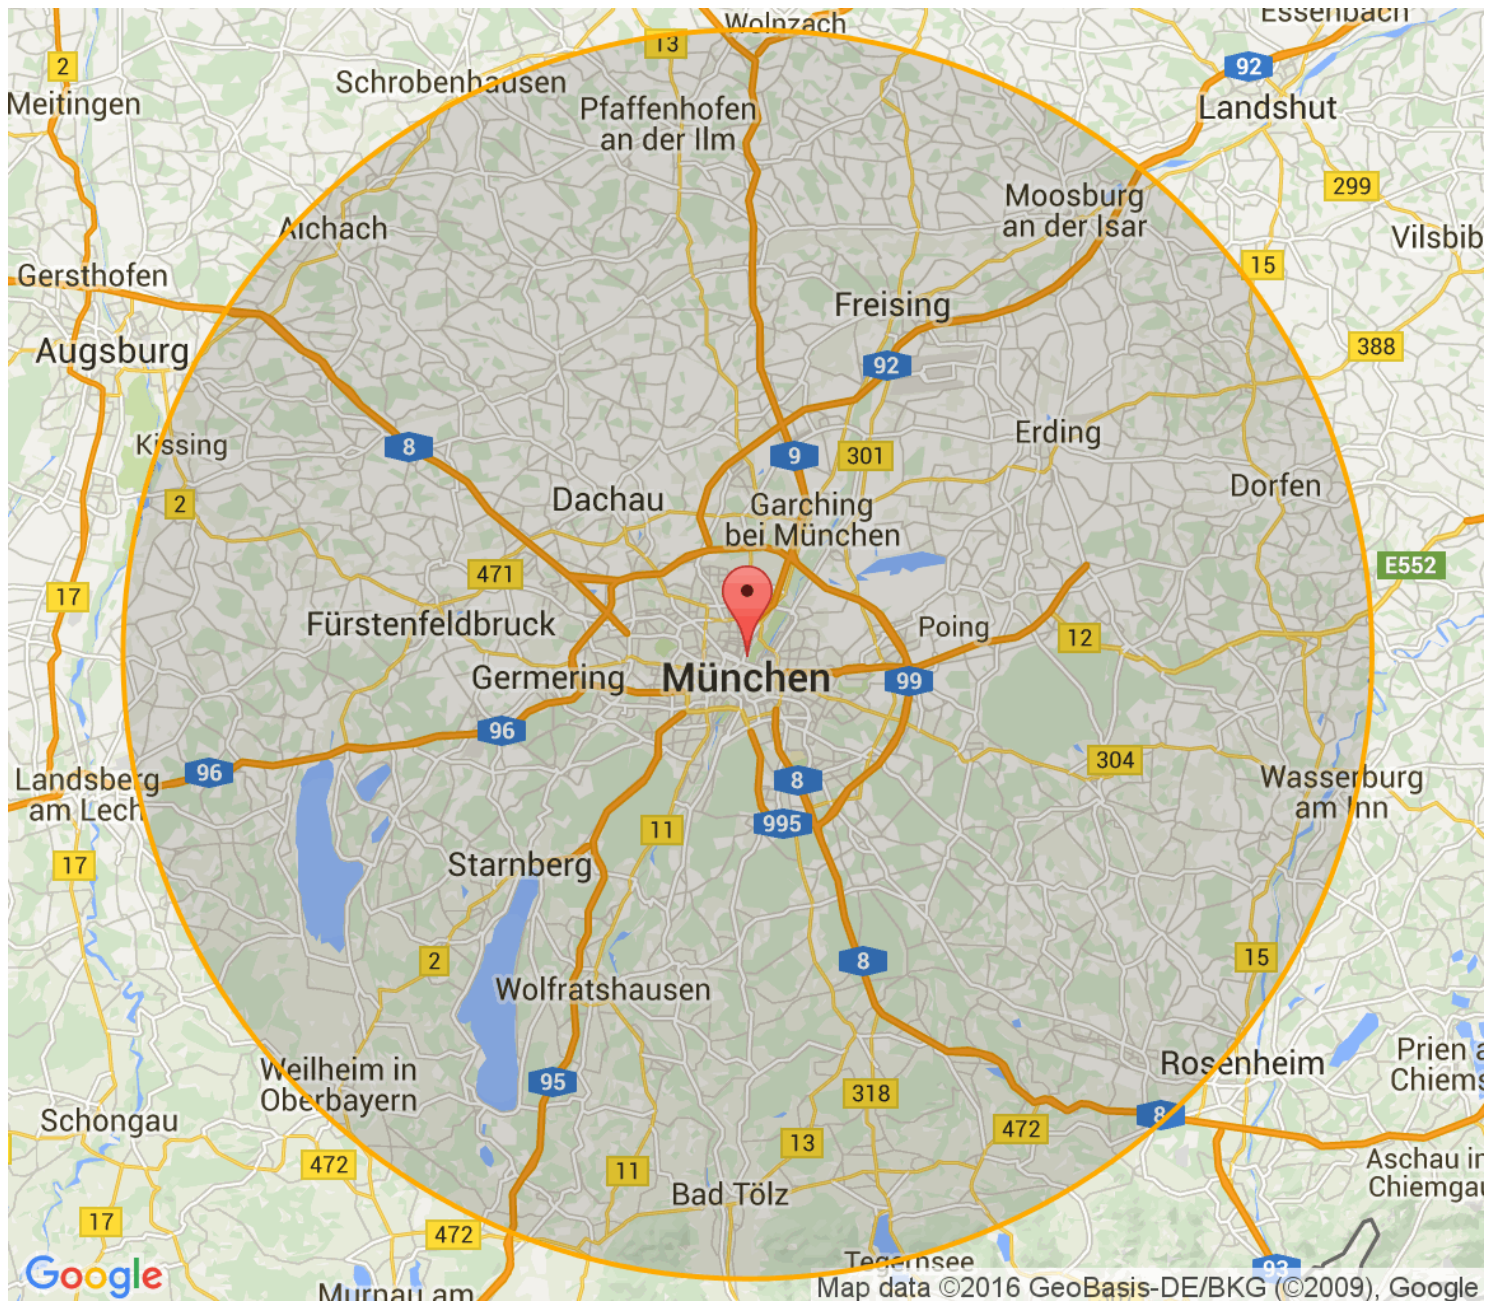 Wolnzach
Essenbach
13
2
92
Schrobenhausen
Meitingen
Pfaffenhofen
an der Ilm
Landshut
299
Moosburg
an der Isar
Aichach
Vilsbib
15
Gersthofen
Freising
388
Augsburg
92
Erding
Kissing
8
9
301
Dorfen
2
Dachau
Garching
bei München
E552
471
17
Fürstenfeldbruck
Poing
12
Germering
München
99
96
304
96
8
Landsberg
am Lech
Wasserburg
am Inn
995
11
17
Starnberg
2
8
15
Wolfratshausen
Prien a
Chiems
Rosenheim
Weilheim in
Oberbayern
95
318
8
Schongau
472
13
472
11
Aschau in
Chiemgau
Bad Tölz
17
472
Tegernsee
93
Google
Murnau am
Map data ©2016 GeoBasis-DE/BKG (©2009), Google